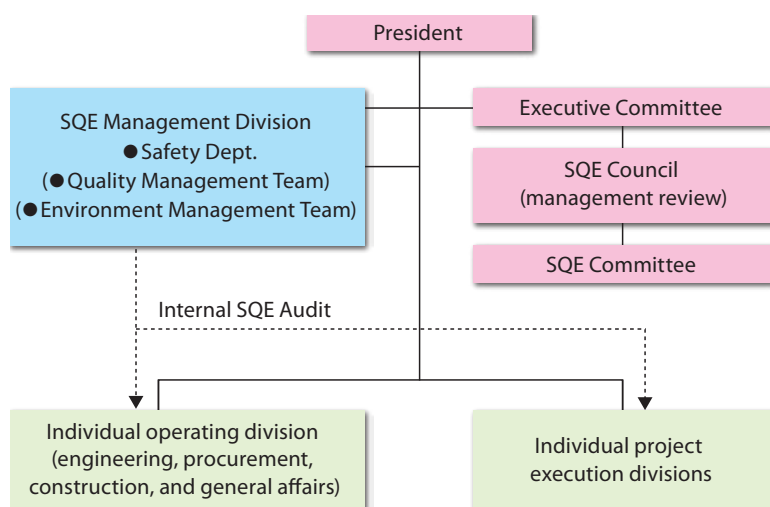 President
SQE Management Division
● Safety Dept.
(● Quality Management Team)
(● Environment Management Team)
Executive Committee
SQE Council
(management review)
SQE Committee
Internal SQE Audit
Individual operating division
(engineering, procurement,
construction, and general affairs)
Individual project
execution divisions